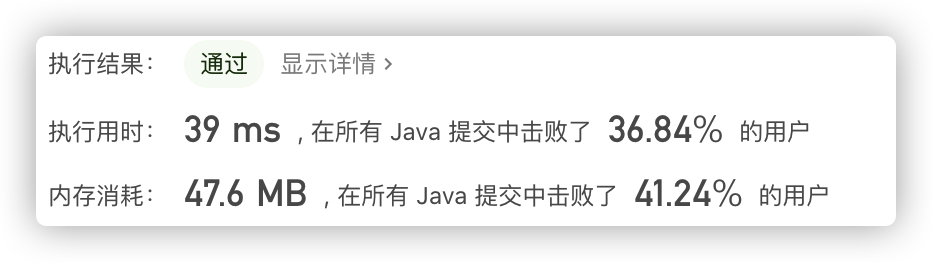 执行结果： 通过 显示详情 >
执行用时： 39 ms , 在所有 Java 提交中击败了 36.84% 的用户
内存消耗： 47.6 MB , 在所有 Java 提交中击败了 41.24% 的用户